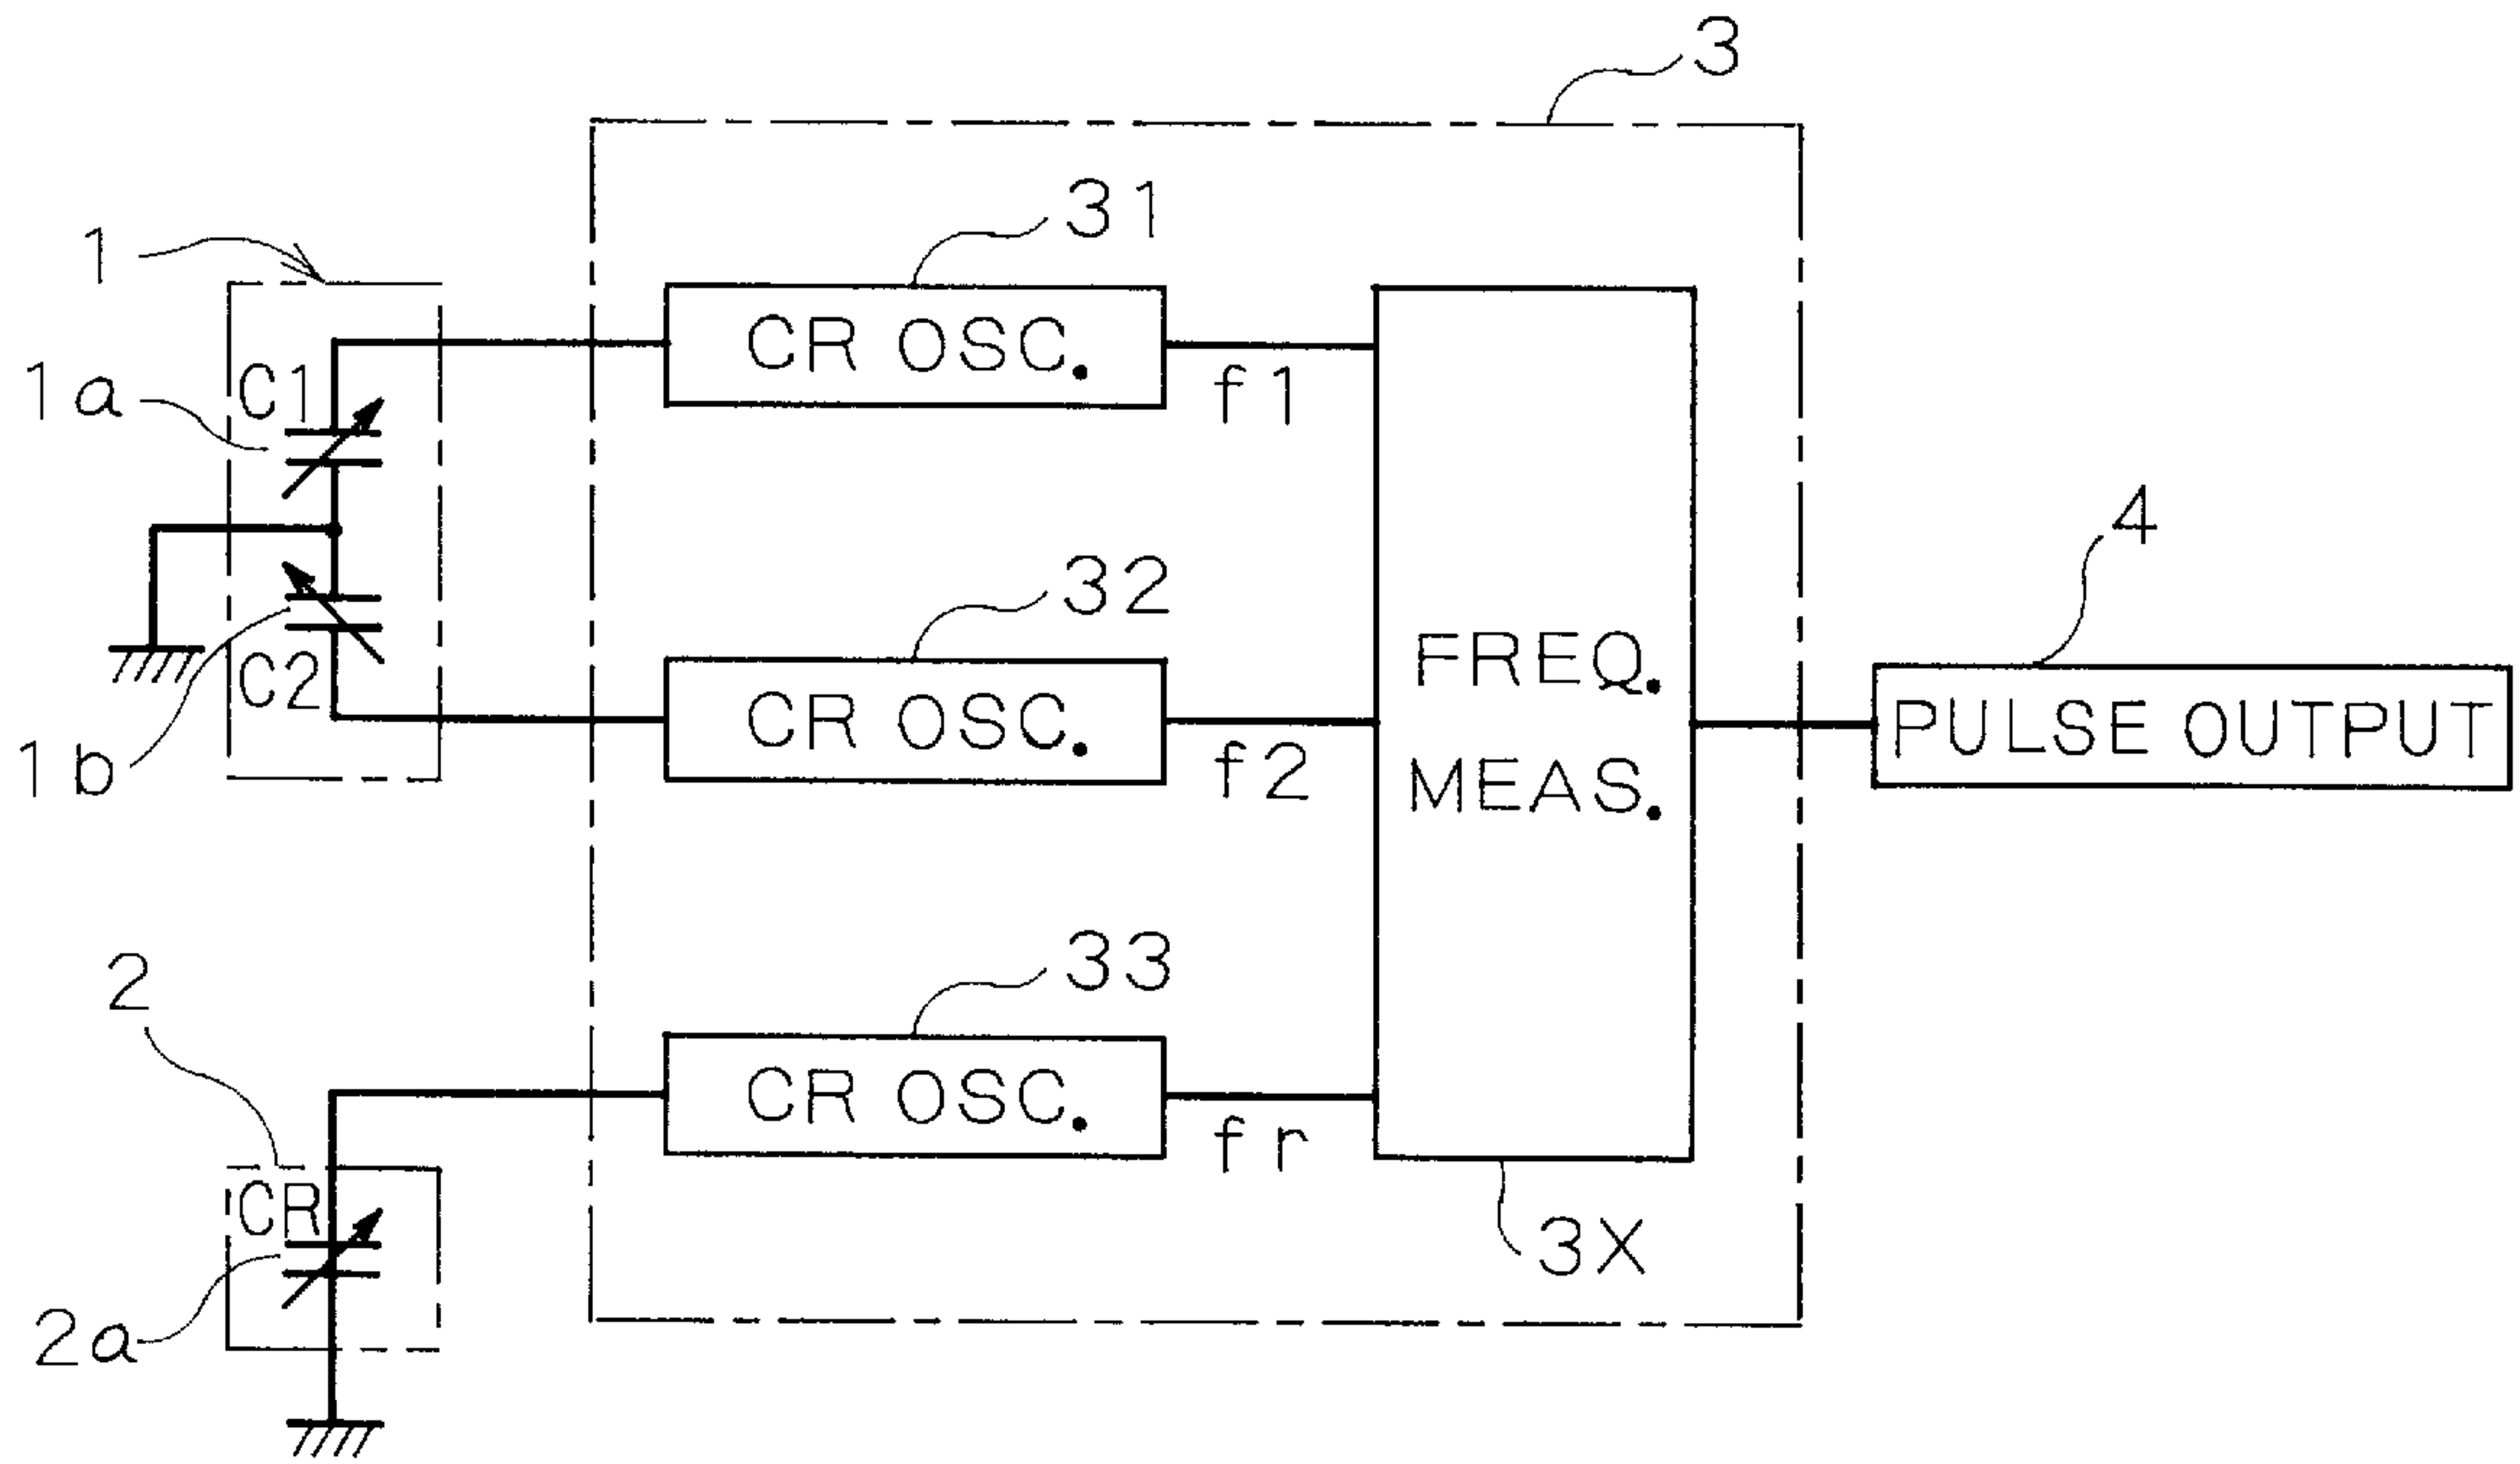 3
31
1
CR OSC.
1a
C1
f1
4
32
FREQ.
C2
CR OSC.
PULSE OUTPUT
1b
f2
MEAS.
33
2
CR OSC.
fr
CR
3X
2a